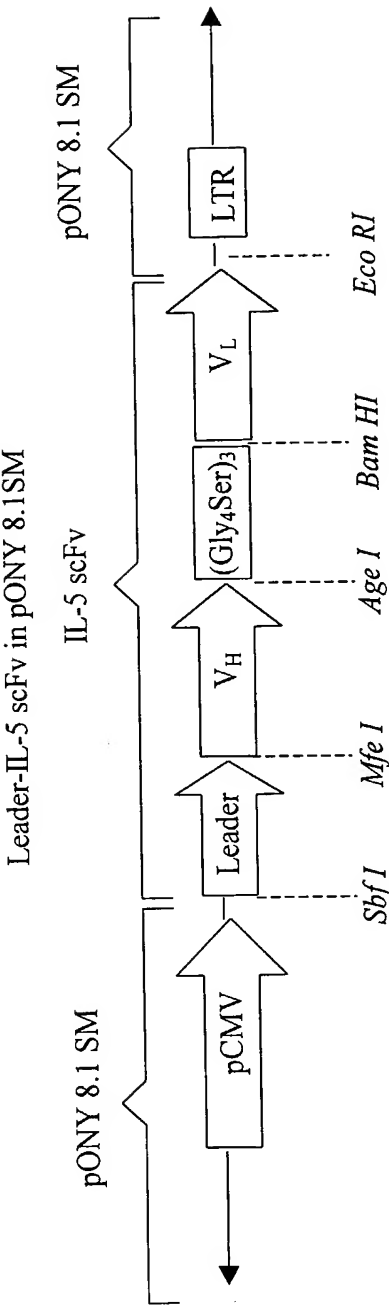 Leader-IL-5 scFv in pONY 8.1SM
pONY 8.1 SM
IL-5 scFv
pONY 8.1 SM
pCMV
Leader
VH
(Gly4Ser)3
VL
LTR
Sbf I
Mfe I
Age I
Bam HI
Eco RI